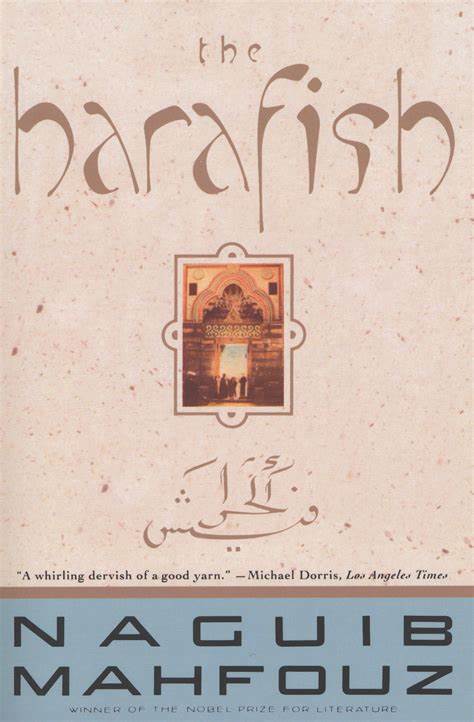 the
harafish
ألحرافيش
"A whirling dervish of a good yarn." —Michael Dorris, Los Angeles Times
NAGUIB
MAHFOUZ
WINNER OF THE NOBEL PRIZE FOR LITERATURE